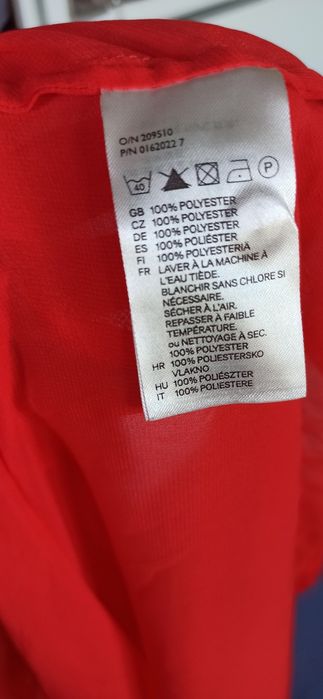 O/N 209510
P/N 0162022 7
40 P
GB 100% POLYESTER
CZ 100% POLYESTER
DE 100% POLYESTER
ES 100% POLIÉSTER
FI 100% POLYESTERIA
FR LAVER À LA MACHINE À
L'EAU TIÈDE.
BLANCHIR SANS CHLORE SI
NÉCESSAIRE.
SÉCHER À L'AIR.
REPASSER À FAIBLE
TEMPÉRATURE.
ou NETTOYAGE À SEC.
100% POLYESTER
HR 100% POLIESTERSKO
VLAKNO
HU 100% POLIÉSZTER
IT 100% POLIESTERE